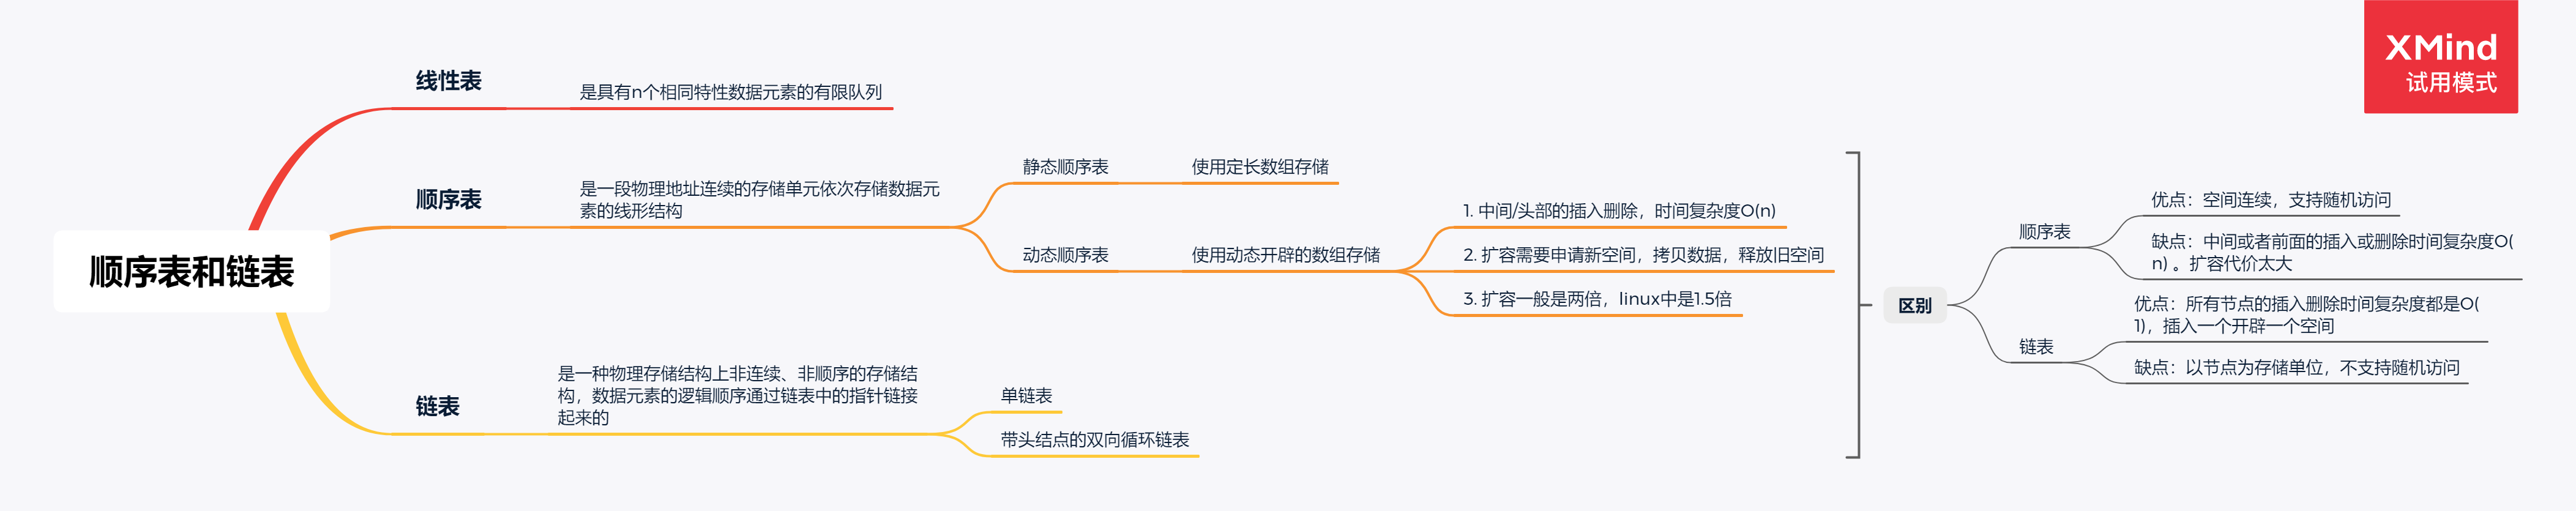 XMind
试用模式
顺序表和链表
线性表
是具有n个相同特性数据元素的有限队列
顺序表
是一段物理地址连续的存储单元依次存储数据元
素的线形结构
静态顺序表
使用定长数组存储
动态顺序表
使用动态开辟的数组存储
1. 中间/头部的插入删除，时间复杂度O(n)
2. 扩容需要申请新空间，拷贝数据，释放旧空间
3. 扩容一般是两倍，linux中是1.5倍
链表
是一种物理存储结构上非连续、非顺序的存储结
构，数据元素的逻辑顺序通过链表中的指针链接
起来的
单链表
带头结点的双向循环链表
区别
顺序表
优点：空间连续，支持随机访问
缺点：中间或者前面的插入或删除时间复杂度O(
n) 。扩容代价太大
链表
优点：所有节点的插入删除时间复杂度都是O(
1)，插入一个开辟一个空间
缺点：以节点为存储单位，不支持随机访问